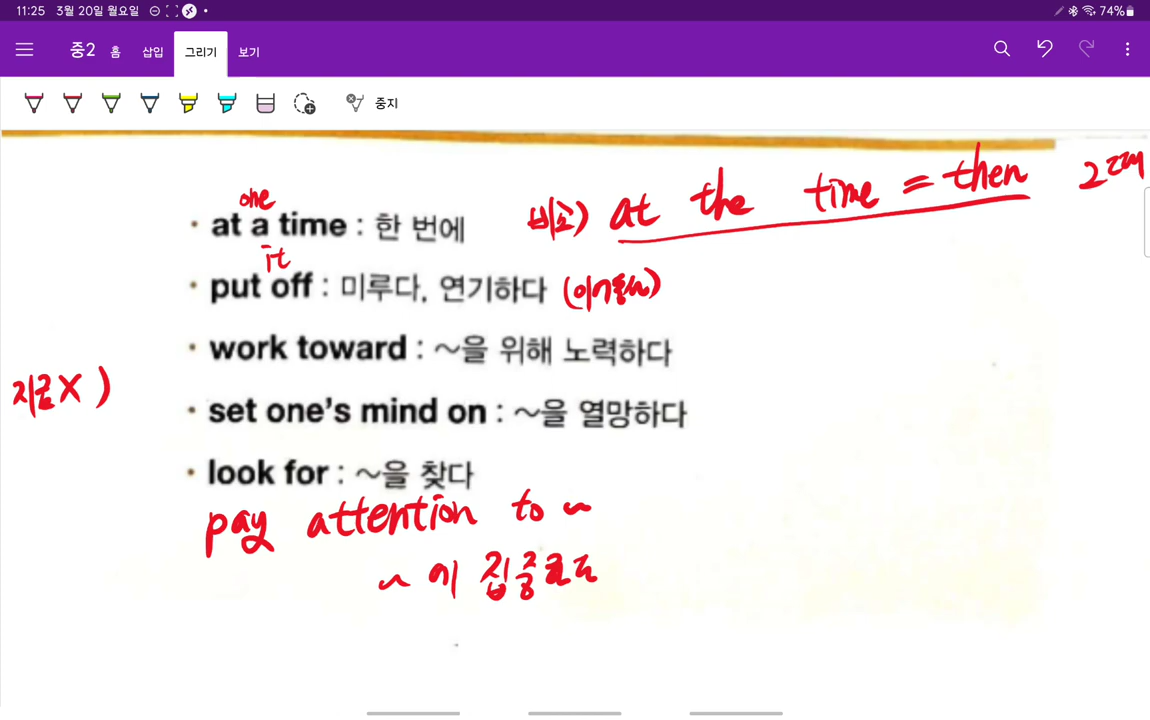 11:25 3월 20일 월요일 74%
중2 홈 삽입 그리기 보기
중지
one
• at a time : 한 번에 비교) at the time = then 그때
it
• put off : 미루다, 연기하다 (이어동사)
• work toward : ~을 위해 노력하다
지금X )
• set one's mind on : ~을 열망하다
• look for : ~을 찾다
pay attention to ~
~에 집중